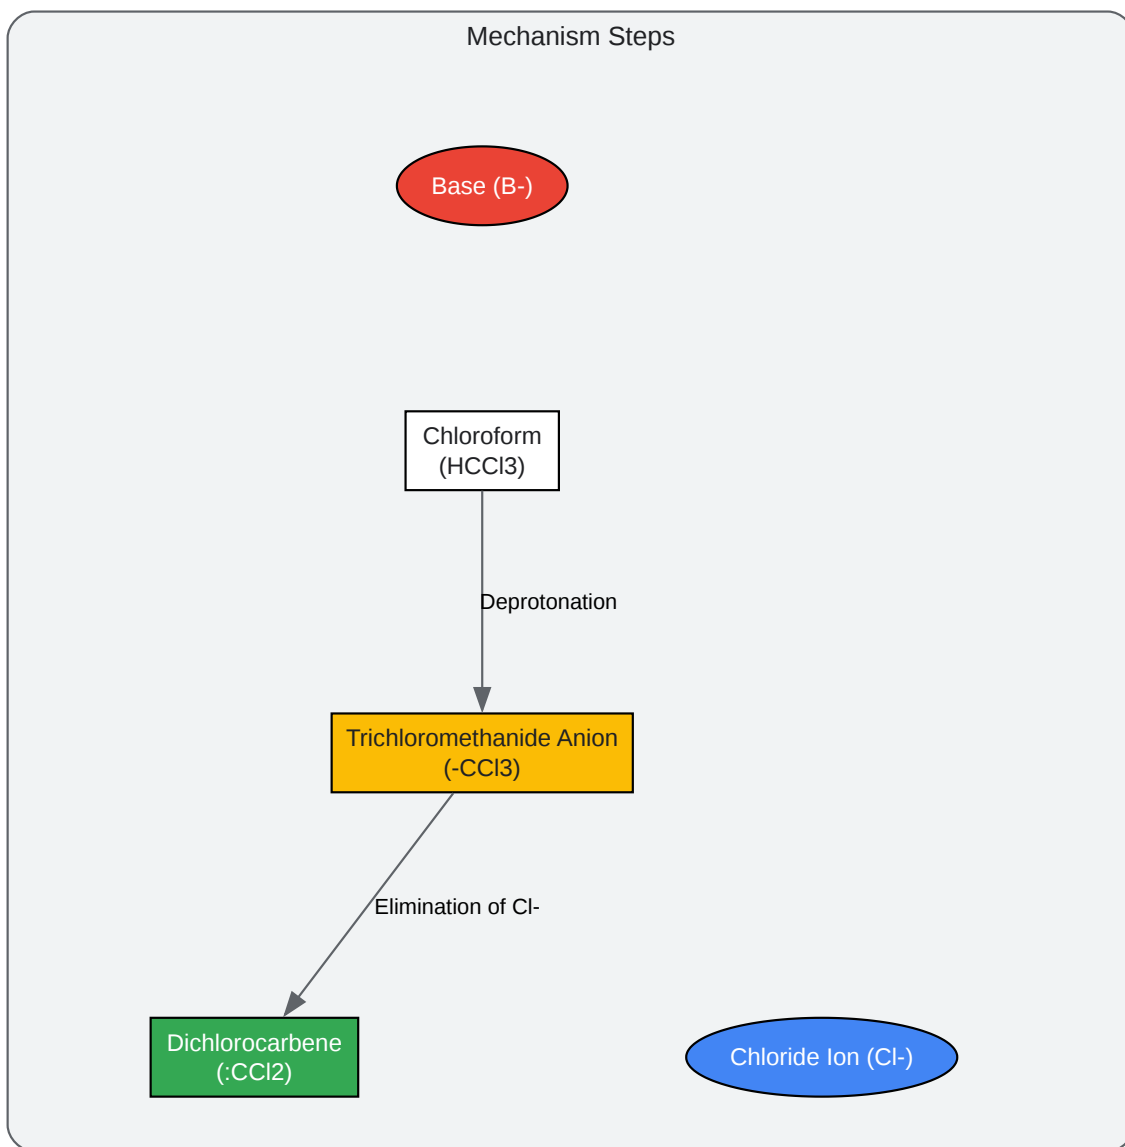 Mechanism Steps
Base (B-)
Chloroform
(HCCl3)
Deprotonation
Trichloromethanide Anion
(-CCl3)
Elimination of Cl-
Dichlorocarbene
(:CCl2)
Chloride Ion (Cl-)